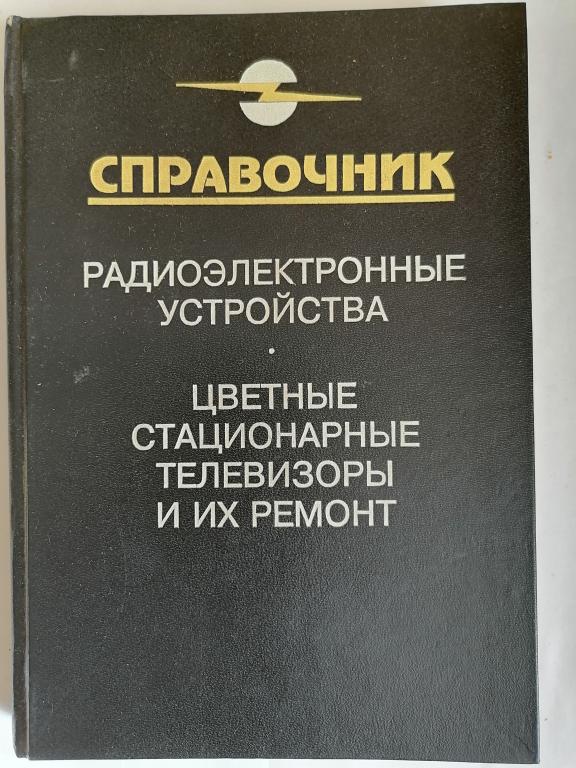 СПРАВОЧНИК
РАДИОЭЛЕКТРОННЫЕ
УСТРОЙСТВА
·
ЦВЕТНЫЕ
СТАЦИОНАРНЫЕ
ТЕЛЕВИЗОРЫ
И ИХ РЕМОНТ